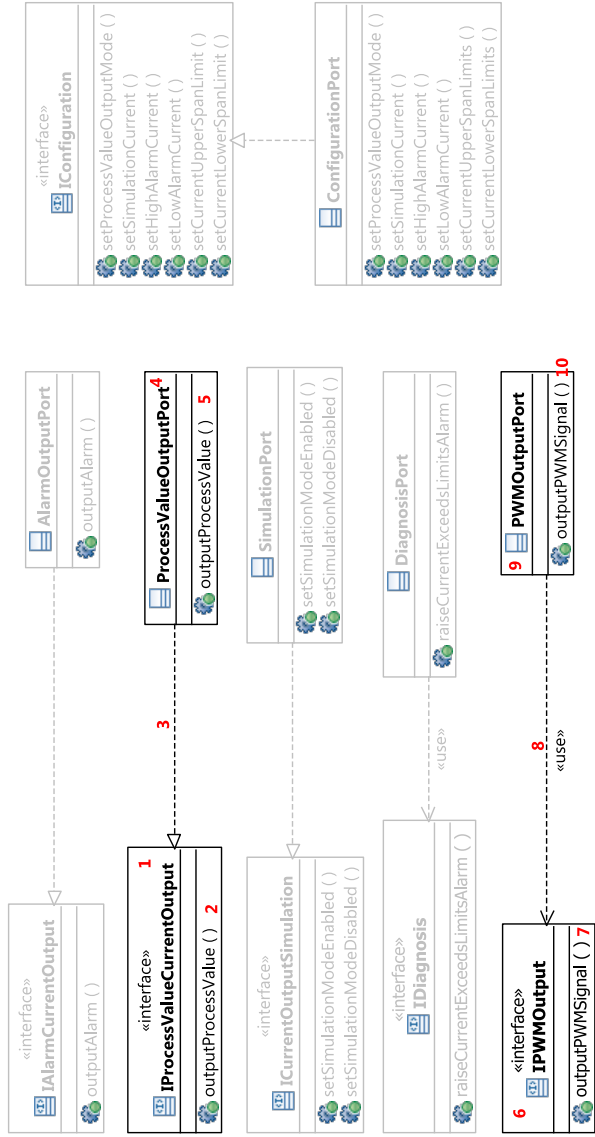 «interface»
IAlarmCurrentOutput
outputAlarm ( )
AlarmOutputPort
outputAlarm ( )
«interface»
IConfiguration
setProcessValueOutputMode ( )
setSimulationCurrent ( )
setHighAlarmCurrent ( )
setLowAlarmCurrent ( )
setCurrentUpperSpanLimit ( )
setCurrentLowerSpanLimit ( )
«interface»
1
IProcessValueCurrentOutput
outputProcessValue ( ) 2
3
ProcessValueOutputPort 4
outputProcessValue ( ) 5
«interface»
ICurrentOutputSimulation
setSimulationModeEnabled ( )
setSimulationModeDisabled ( )
SimulationPort
setSimulationModeEnabled ( )
setSimulationModeDisabled ( )
ConfigurationPort
setProcessValueOutputMode ( )
setSimulationCurrent ( )
setHighAlarmCurrent ( )
setLowAlarmCurrent ( )
setCurrentUpperSpanLimits ( )
setCurrentLowerSpanLimits ( )
«interface»
IDiagnosis
raiseCurrentExceedsLimitsAlarm ( )
«use»
DiagnosisPort
raiseCurrentExceedsLimitsAlarm ( )
6 «interface»
IPWMOutput
outputPWMSignal ( ) 7
8
«use»
9 PWMOutputPort
outputPWMSignal ( ) 10